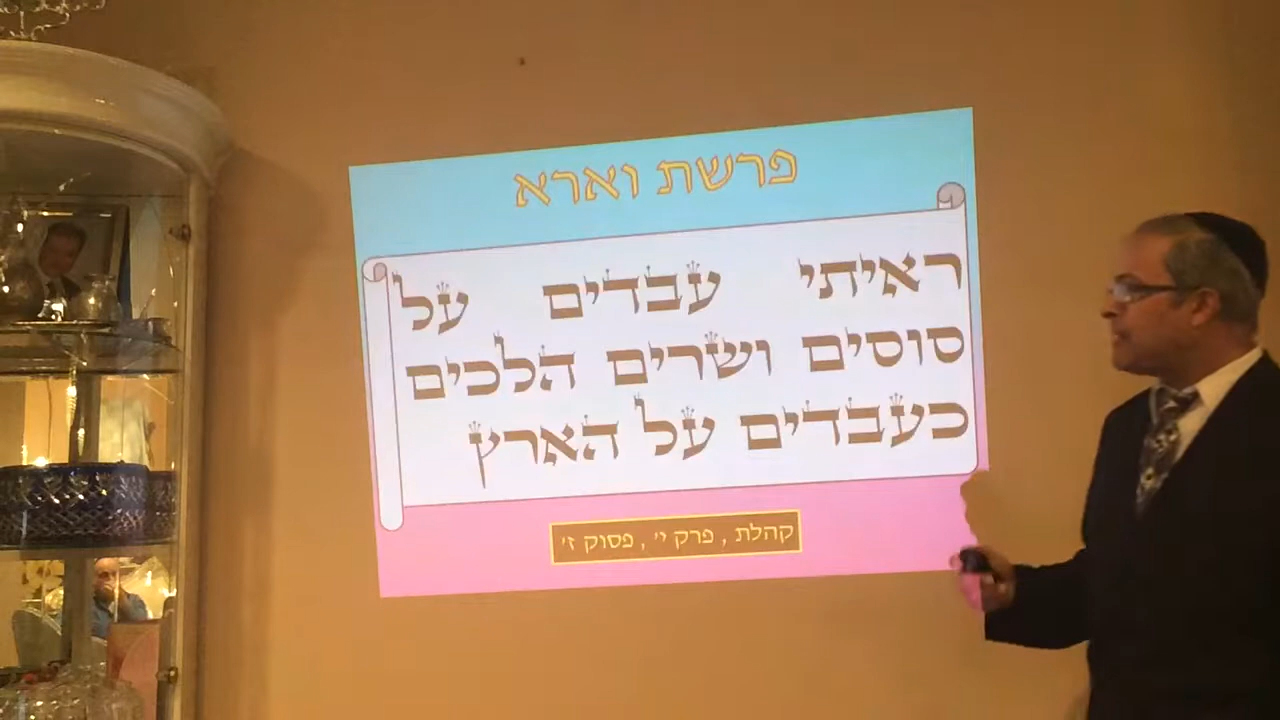 פרשת וארא
ראיתי עבדים על
סוסים ושרים הלכים
כעבדים על הארץ
קהלת , פרק י' , פסוק ז'